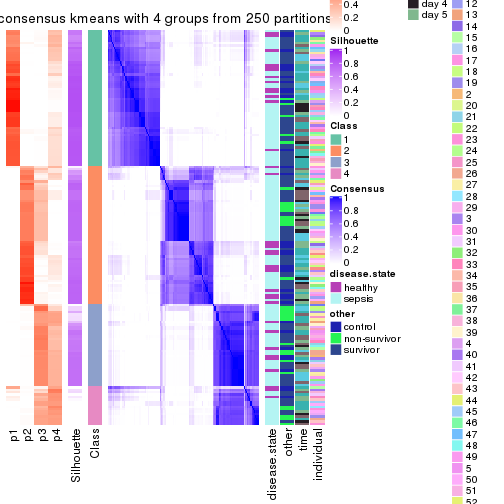 consensus kmeans with 4 groups from 250 partitions
p1
p2
p3
p4
Silhouette
Class
disease.state
other
time
individual
0.4
0.2
0
Silhouette
1
0.8
0.6
0.4
0.2
0
Class
1
2
3
4
Consensus
1
0.8
0.6
0.4
0.2
0
disease.state
healthy
sepsis
other
control
non-survivor
survivor
day 4
day 5
12
13
14
15
16
17
18
19
2
20
21
22
23
24
25
26
27
28
29
3
30
31
32
33
34
35
36
37
38
39
4
40
41
42
43
44
45
46
47
48
49
5
50
51
52